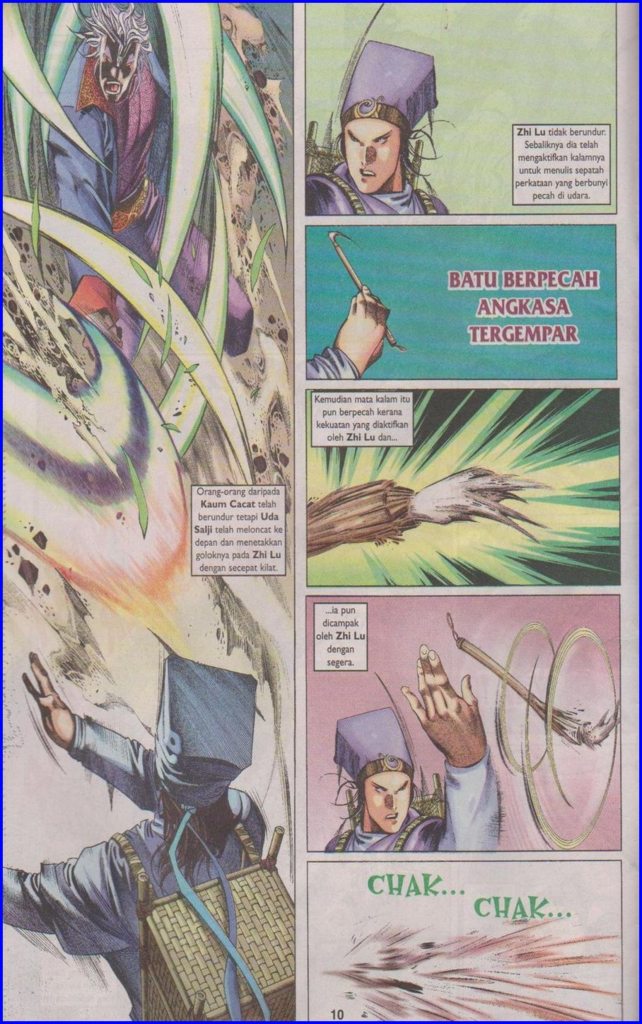 Orang-orang daripada
Kaum Cacat telah
berundur tetapi Uda
Salji telah meloncat ke
depan dan menetakkan
goloknya pada Zhi Lu
dengan secepat kilat.
Zhi Lu tidak berundur.
Sebaliknya dia telah
mengaktifkan kalamnya
untuk menulis sepatah
perkataan yang berbunyi
pecah di udara.
BATU BERPECAH
ANGKASA
TERGEMPAR
Kemudian mata kalam itu
pun berpecah kerana
kekuatan yang diaktifkan
oleh Zhi Lu dan...
...ia pun
dicampak
oleh Zhi Lu
dengan
segera.
CHAK...
CHAK...
10